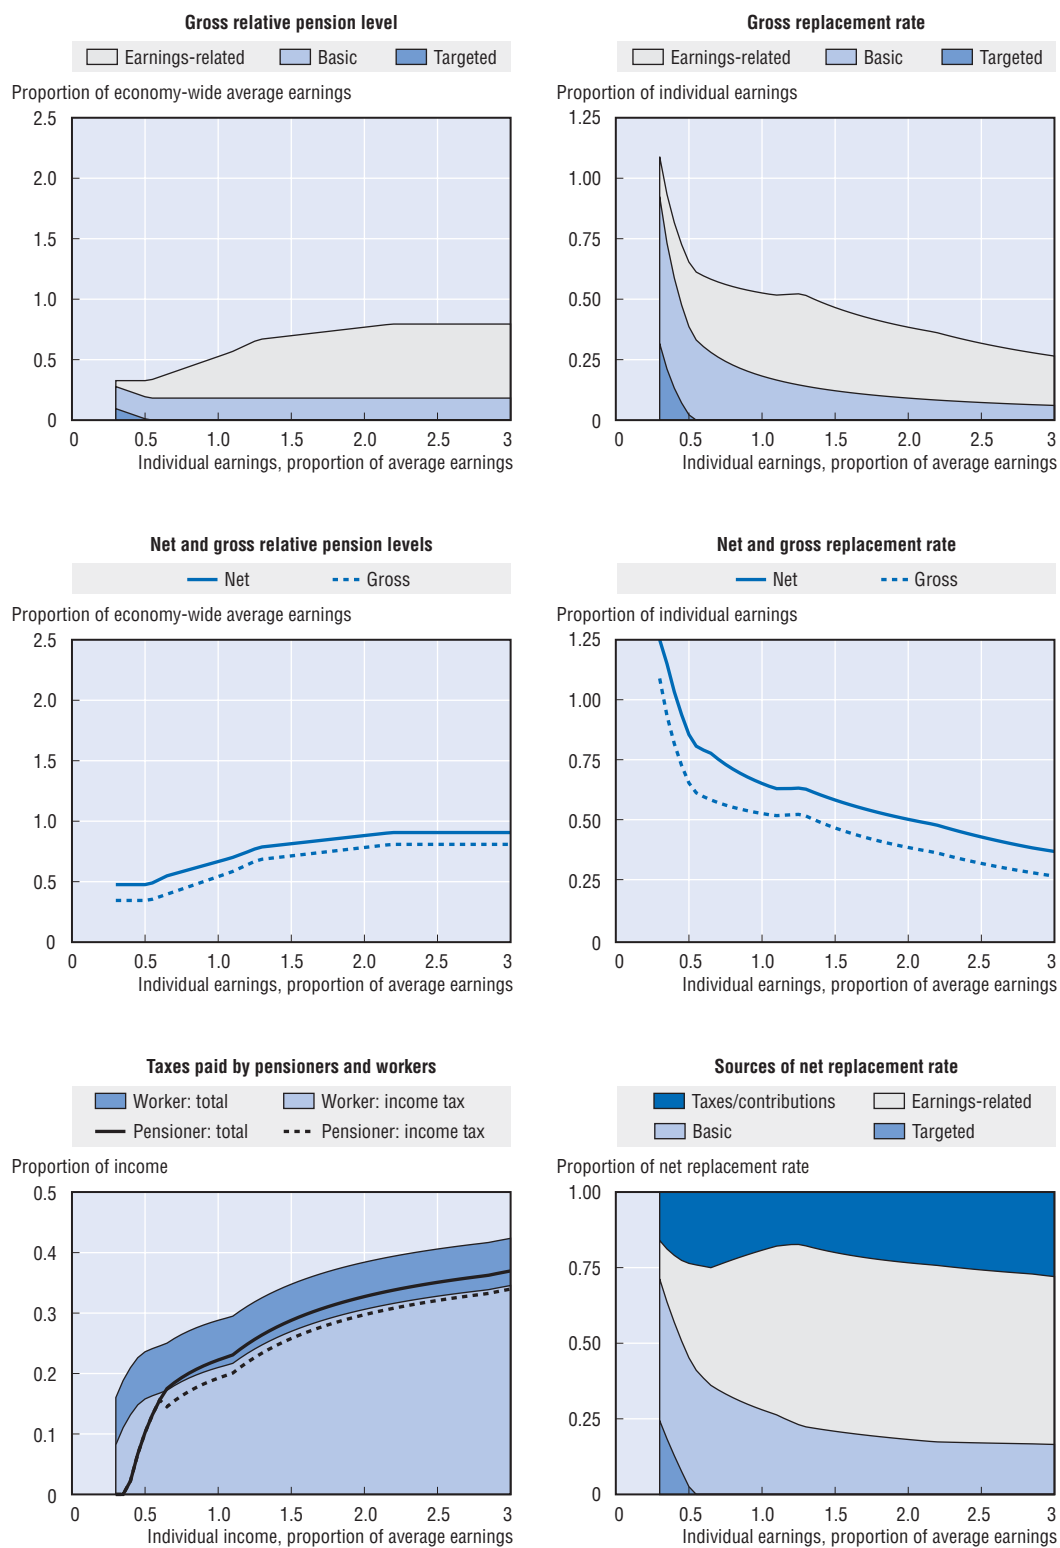 Gross relative pension level
Earnings-related Basic Targeted
Proportion of economy-wide average earnings
2.5
2.0
1.5
1.0
0.5
0
0 0.5 1.0 1.5 2.0 2.5 3
Individual earnings, proportion of average earnings
Gross replacement rate
Earnings-related Basic Targeted
Proportion of individual earnings
1.25
1.00
0.75
0.50
0.25
0
0 0.5 1.0 1.5 2.0 2.5 3
Individual earnings, proportion of average earnings
Net and gross relative pension levels
Net Gross
Proportion of economy-wide average earnings
2.5
2.0
1.5
1.0
0.5
0
0 0.5 1.0 1.5 2.0 2.5 3
Individual earnings, proportion of average earnings
Net and gross replacement rate
Net Gross
Proportion of individual earnings
1.25
1.00
0.75
0.50
0.25
0
0 0.5 1.0 1.5 2.0 2.5 3
Individual earnings, proportion of average earnings
Taxes paid by pensioners and workers
Worker: total Worker: income tax
Pensioner: total Pensioner: income tax
Proportion of income
0.5
0.4
0.3
0.2
0.1
0
0 0.5 1.0 1.5 2.0 2.5 3
Individual income, proportion of average earnings
Sources of net replacement rate
Taxes/contributions Earnings-related
Basic Targeted
Proportion of net replacement rate
1.00
0.75
0.50
0.25
0
0 0.5 1.0 1.5 2.0 2.5 3
Individual earnings, proportion of average earnings